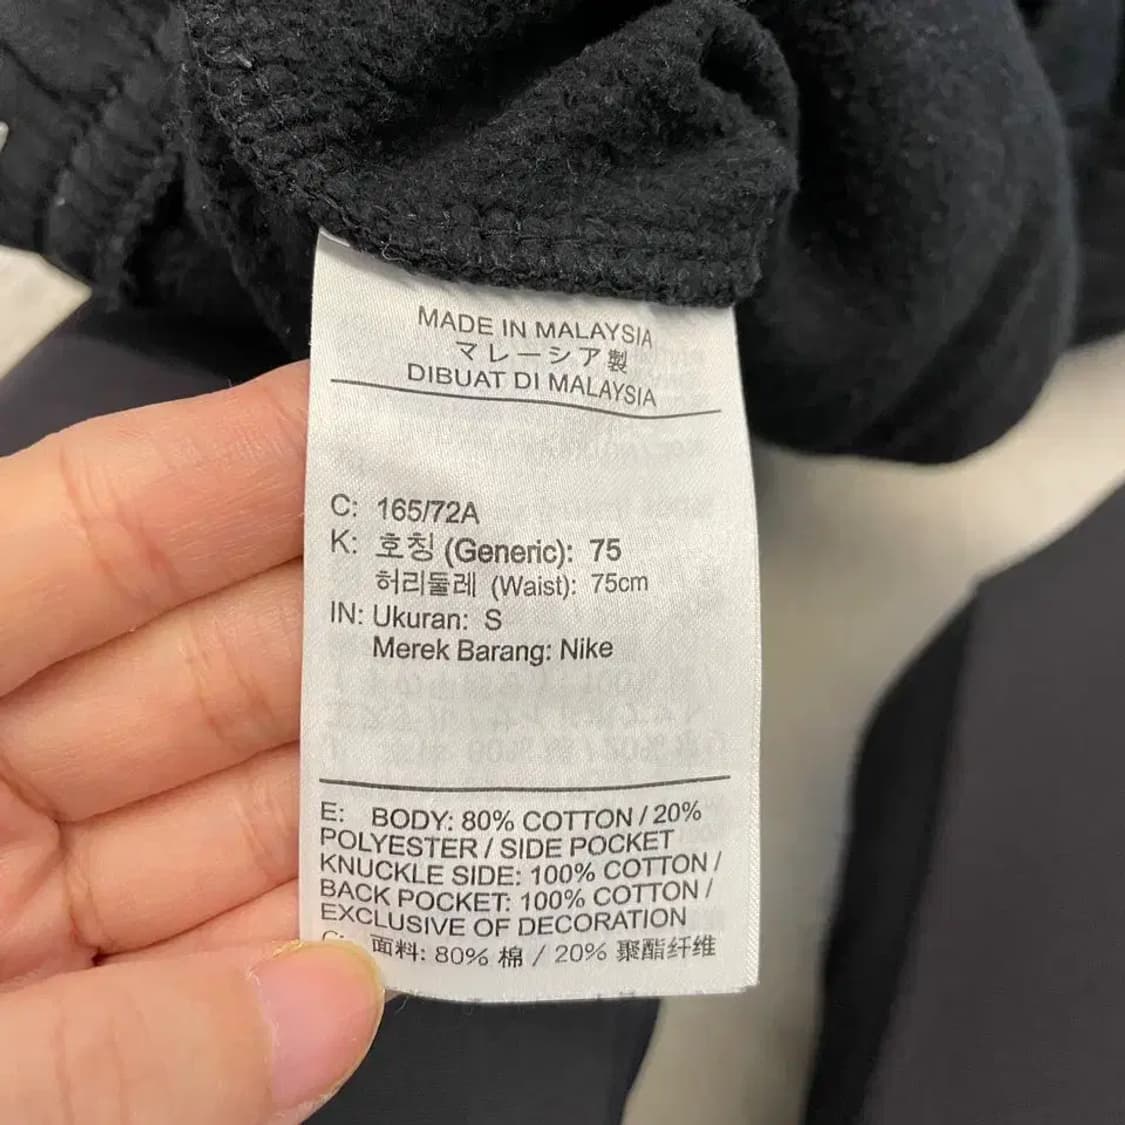 MADE IN MALAYSIA
マレーシア製
DIBUAT DI MALAYSIA
C: 165/72A
K: 호칭 (Generic): 75
허리둘레 (Waist): 75cm
IN: Ukuran: S
Merek Barang: Nike
E: BODY: 80% COTTON / 20%
POLYESTER / SIDE POCKET
KNUCKLE SIDE: 100% COTTON /
BACK POCKET: 100% COTTON /
EXCLUSIVE OF DECORATION
C: 面料: 80% 棉 / 20% 聚酯纤维